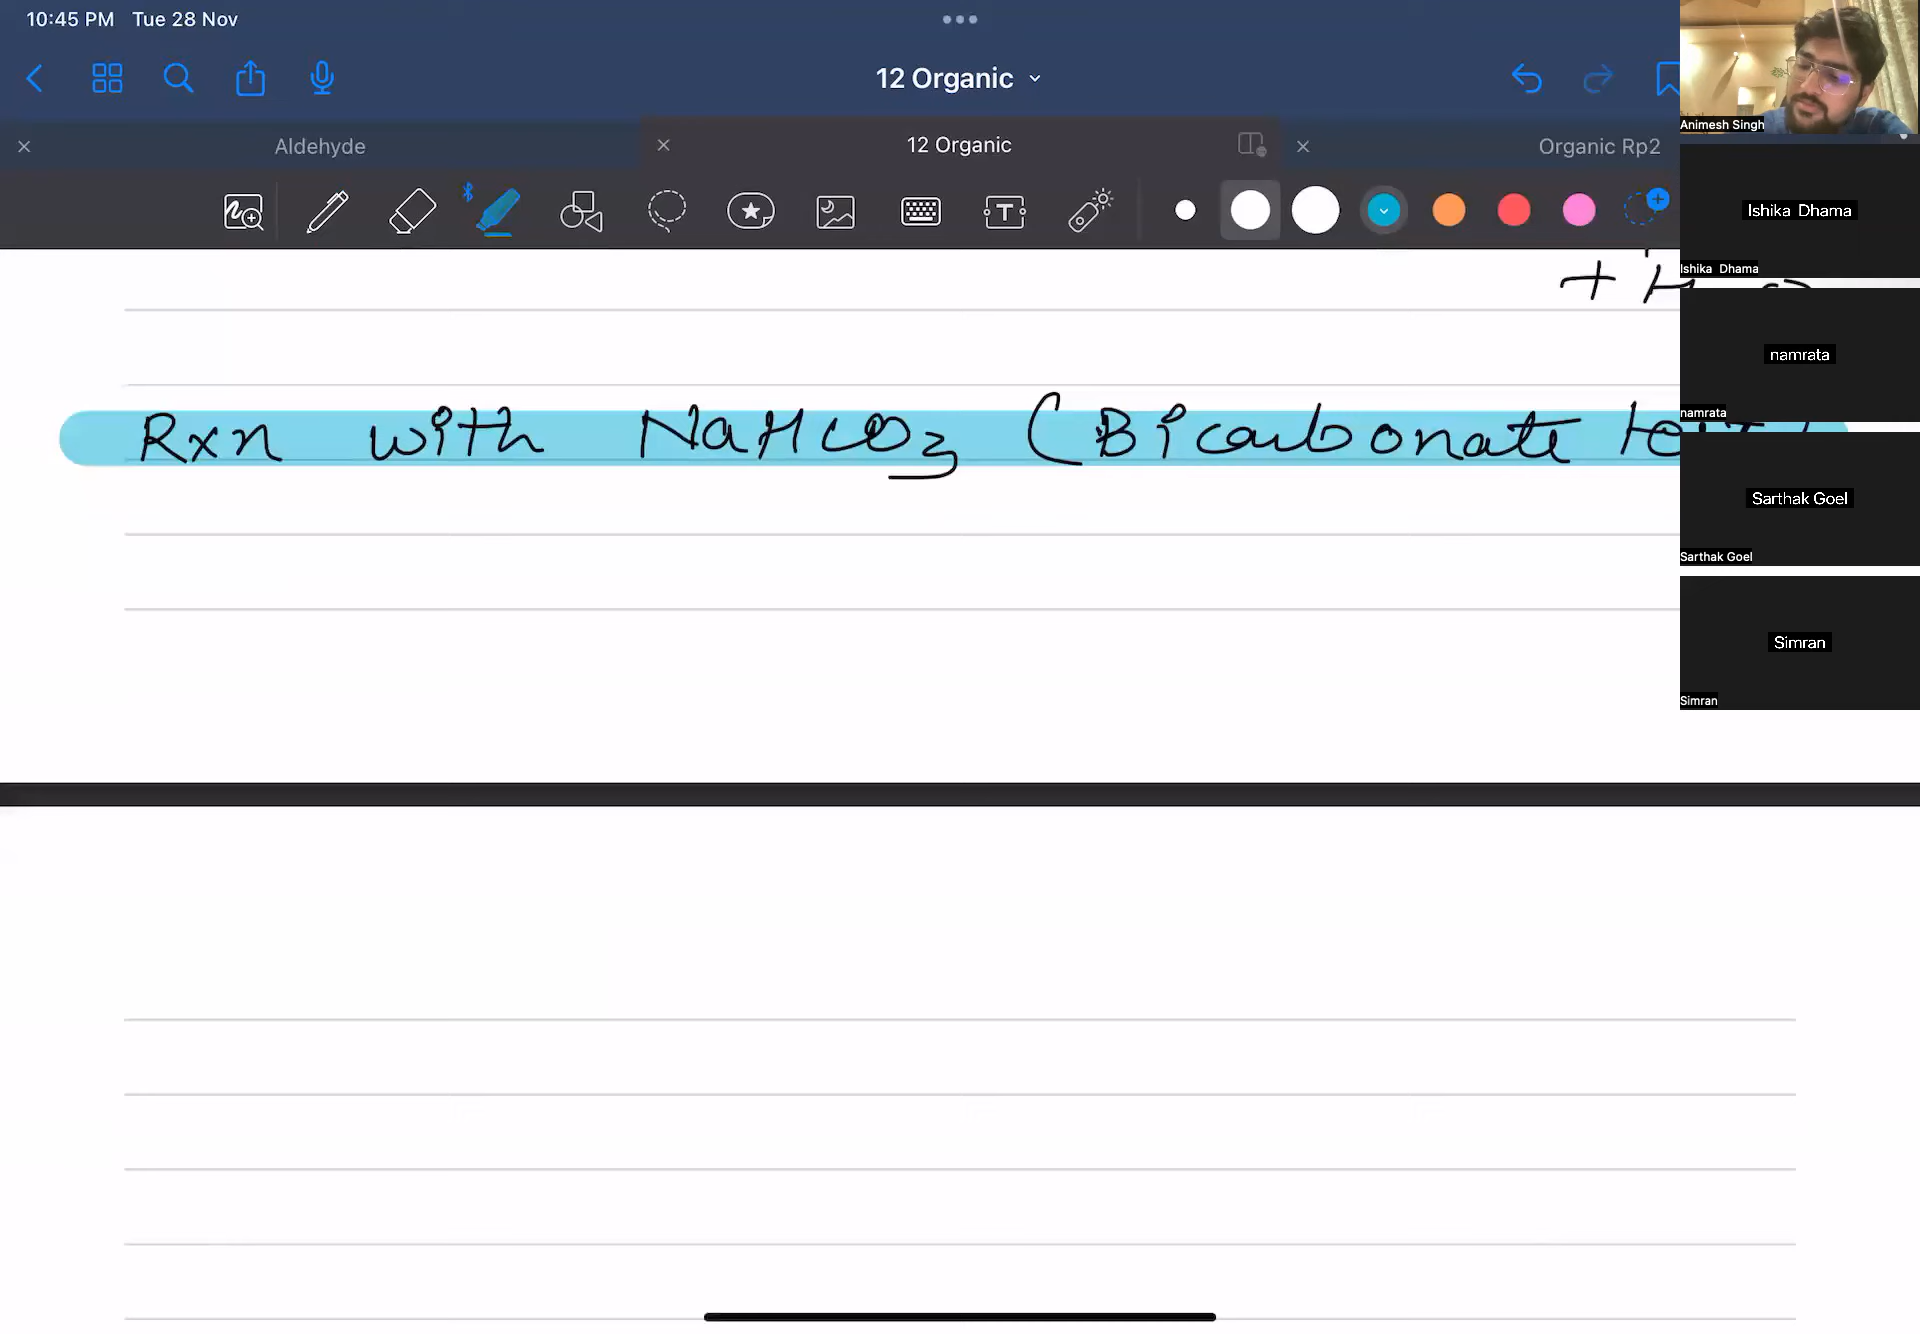 10:45 PM Tue 28 Nov
12 Organic
Aldehyde
12 Organic
Organic Rp2
T
Animesh Singh
Ishika Dhama
Ishika Dhama
+
namrata
namrata
Rxn with NaHCO3 (Bicarbonate
Sarthak Goel
Sarthak Goel
Simran
Simran